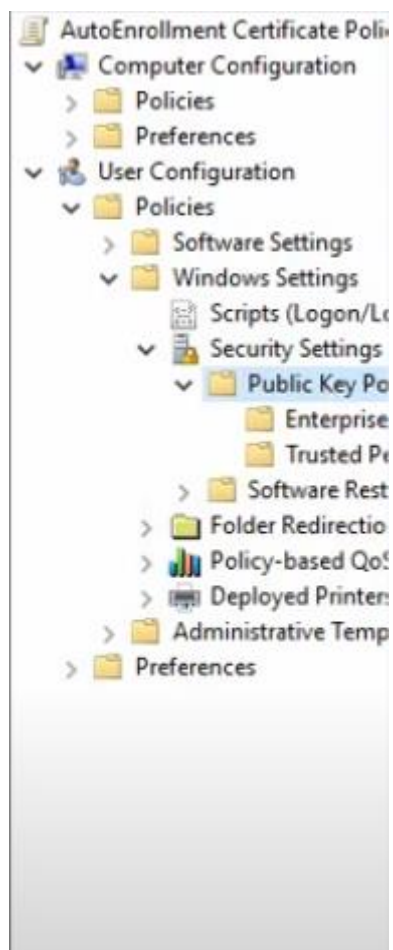 AutoEnrollment Certificate Poli
Computer Configuration
Policies
Preferences
User Configuration
Policies
Software Settings
Windows Settings
Scripts (Logon/Lo
Security Settings
Public Key Po
Enterprise
Trusted Pe
Software Rest
Folder Redirectio
Policy-based QoS
Deployed Printers
Administrative Temp
Preferences